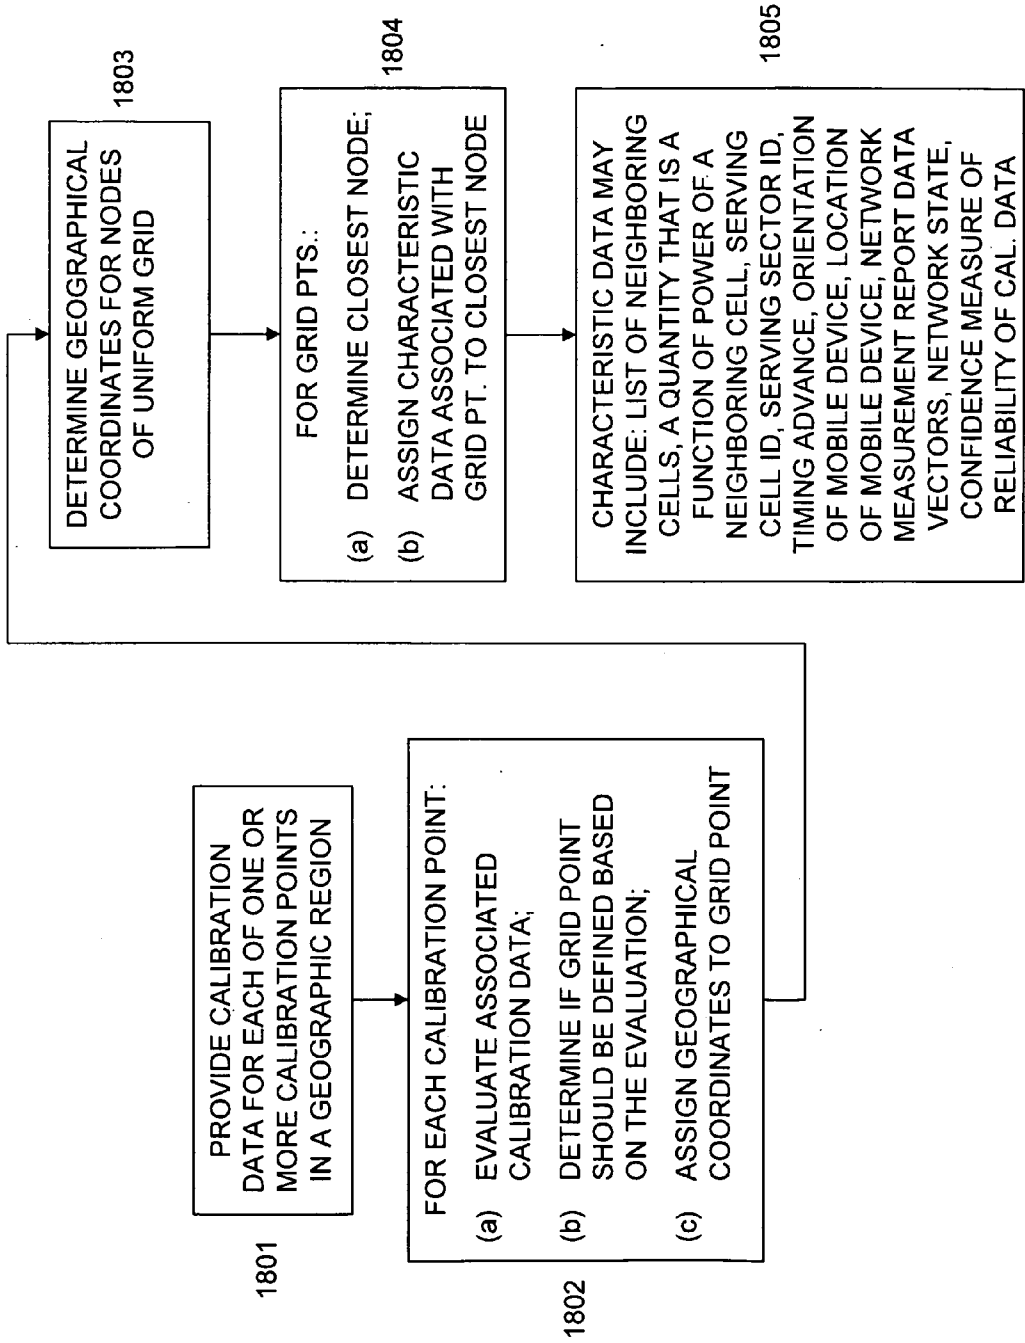 1801
PROVIDE CALIBRATION
DATA FOR EACH OF ONE OR
MORE CALIBRATION POINTS
IN A GEOGRAPHIC REGION
1802
FOR EACH CALIBRATION POINT:
(a) EVALUATE ASSOCIATED
CALIBRATION DATA;
(b) DETERMINE IF GRID POINT
SHOULD BE DEFINED BASED
ON THE EVALUATION;
(c) ASSIGN GEOGRAPHICAL
COORDINATES TO GRID POINT
DETERMINE GEOGRAPHICAL
COORDINATES FOR NODES
OF UNIFORM GRID
1803
FOR GRID PTS.:
(a) DETERMINE CLOSEST NODE;
(b) ASSIGN CHARACTERISTIC
DATA ASSOCIATED WITH
GRID PT. TO CLOSEST NODE
1804
CHARACTERISTIC DATA MAY
INCLUDE: LIST OF NEIGHBORING
CELLS, A QUANTITY THAT IS A
FUNCTION OF POWER OF A
NEIGHBORING CELL, SERVING
CELL ID, SERVING SECTOR ID,
TIMING ADVANCE, ORIENTATION
OF MOBILE DEVICE, LOCATION
OF MOBILE DEVICE, NETWORK
MEASUREMENT REPORT DATA
VECTORS, NETWORK STATE,
CONFIDENCE MEASURE OF
RELIABILITY OF CAL. DATA
1805